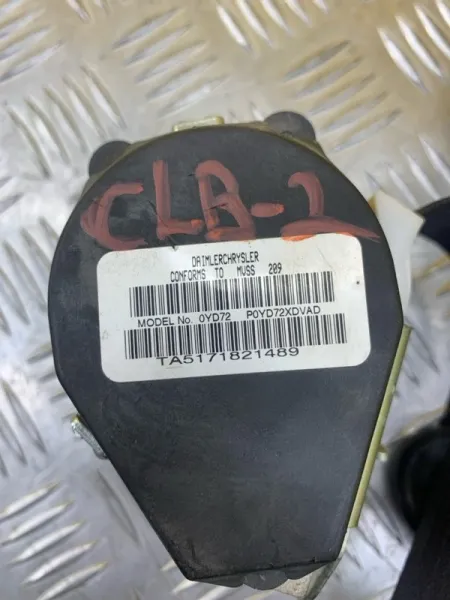 CLB-2
DAIMLERCHRYSLER
CONFORMS TO MVSS 209
MODEL No. 0YD72 P0YD72XDVAD
TA5171821489